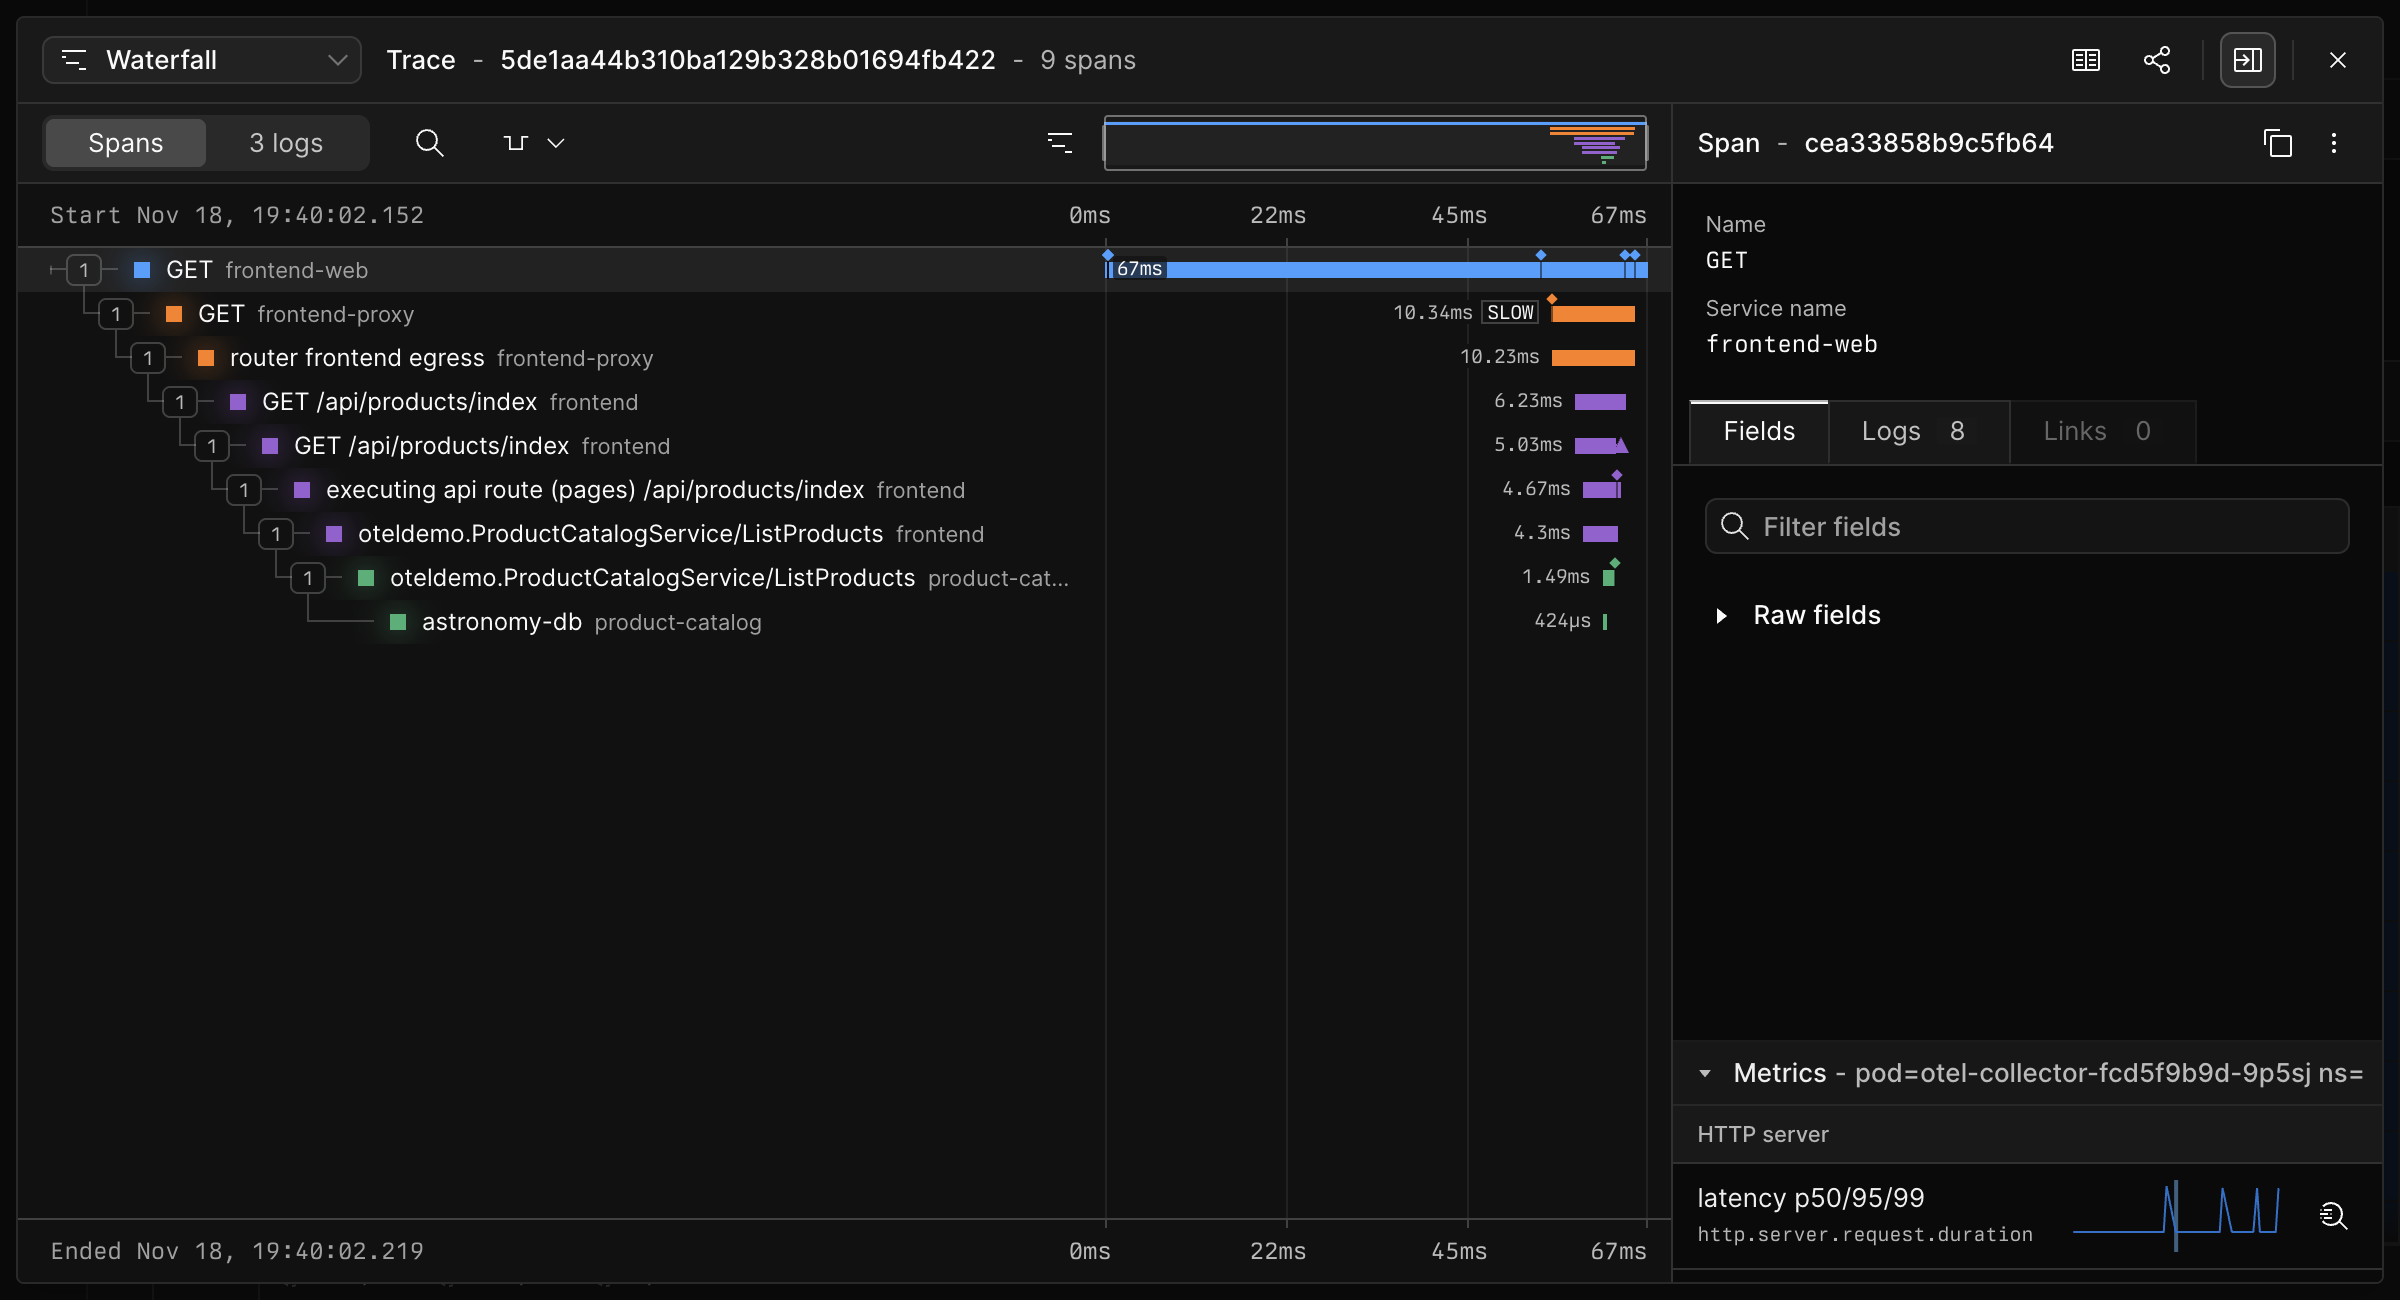 Waterfall
Trace - 5de1aa44b310ba129b328b01694fb422 - 9 spans
Spans
3 logs
Span - cea33858b9c5fb64
Start Nov 18, 19:40:02.152
0ms 22ms 45ms 67ms
1 GET frontend-web 67ms
1 GET frontend-proxy 10.34ms SLOW
1 router frontend egress frontend-proxy 10.23ms
1 GET /api/products/index frontend 6.23ms
1 GET /api/products/index frontend 5.03ms
1 executing api route (pages) /api/products/index frontend 4.67ms
1 oteldemo.ProductCatalogService/ListProducts frontend 4.3ms
1 oteldemo.ProductCatalogService/ListProducts product-cat... 1.49ms
astronomy-db product-catalog 424µs
Ended Nov 18, 19:40:02.219
0ms 22ms 45ms 67ms
Name
GET
Service name
frontend-web
Fields Logs 8 Links 0
Filter fields
Raw fields
Metrics - pod=otel-collector-fcd5f9b9d-9p5sj ns=
HTTP server
latency p50/95/99
http.server.request.duration